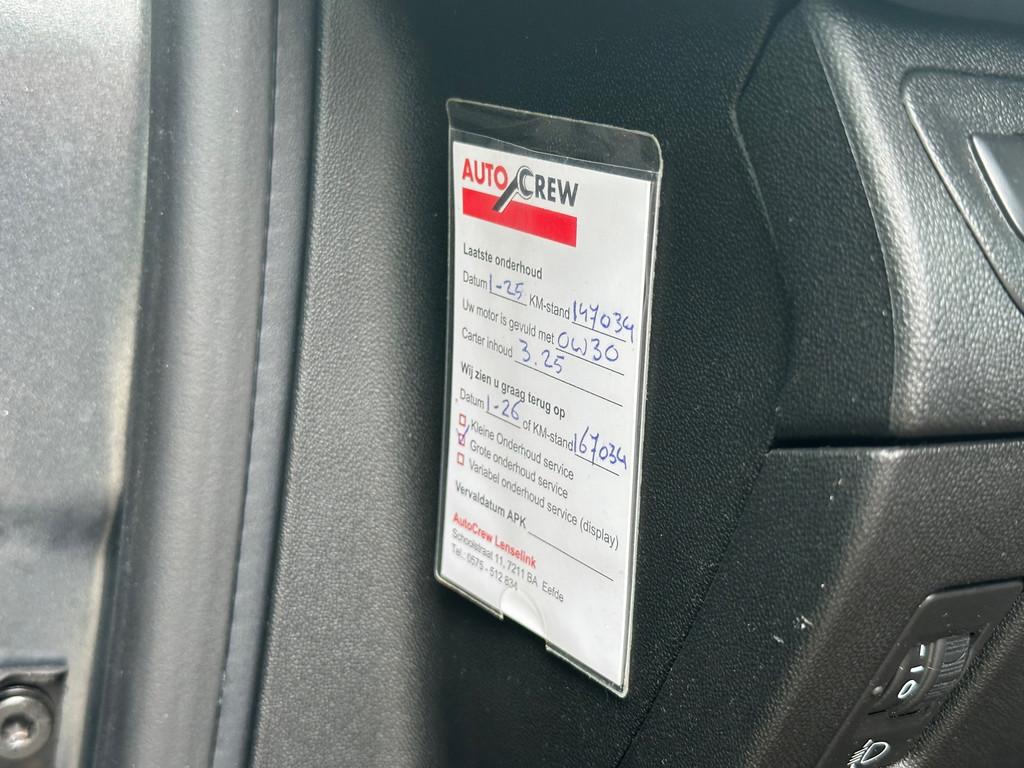 AUTO CREW
Laatste onderhoud
Datum 1-25 KM-stand 147034
Uw motor is gevuld met 0W30
Carter inhoud 3.25
Wij zien u graag terug op
Datum 1-26 of KM-stand 167034
Kleine Onderhoud service
Grote onderhoud service
Variabel onderhoud service (display)
Vervaldatum APK
AutoCrew Lenselink
Schoolstraat 11, 7211 BA Eefde
Tel.: 0575 - 512 834
-10